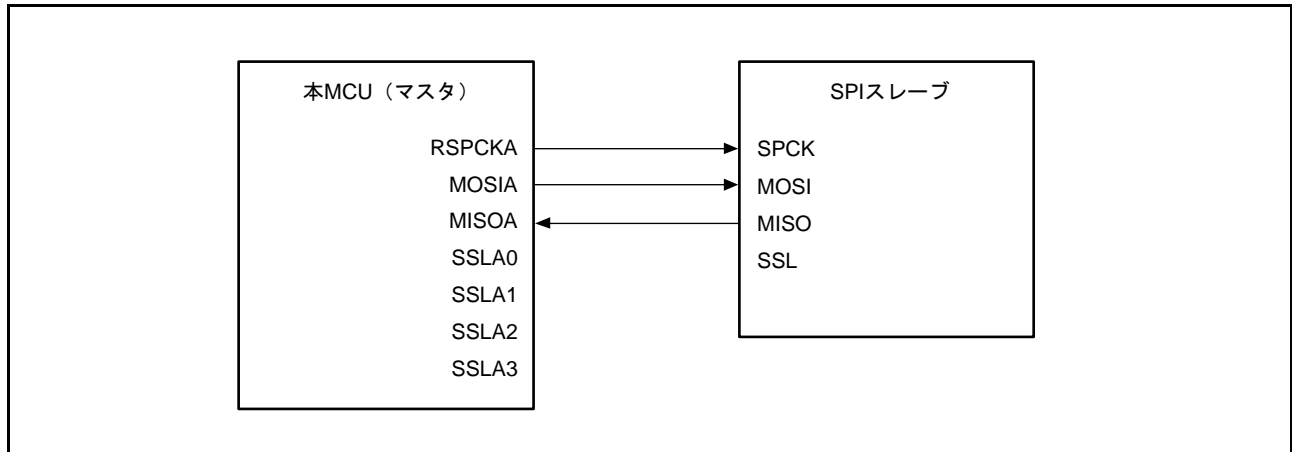 本MCU(マスタ)
RSPCKA
MOSIA
MISOA
SSLA0
SSLA1
SSLA2
SSLA3
SPIスレーブ
SPCK
MOSI
MISO
SSL